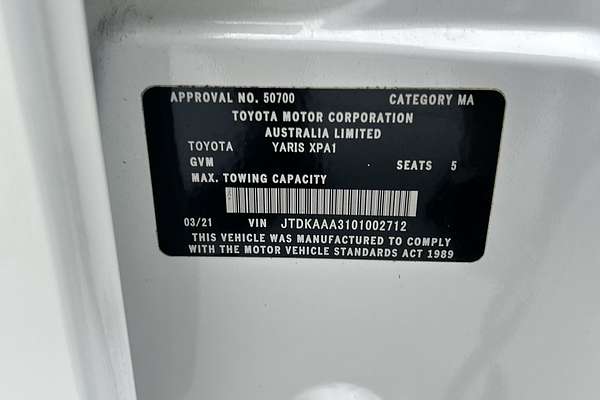 APPROVAL NO. 50700 CATEGORY MA
TOYOTA MOTOR CORPORATION
AUSTRALIA LIMITED
TOYOTA YARIS XPA1
GVM SEATS 5
MAX. TOWING CAPACITY
03/21 VIN JTDKAAA3101002712
THIS VEHICLE WAS MANUFACTURED TO COMPLY
WITH THE MOTOR VEHICLE STANDARDS ACT 1989